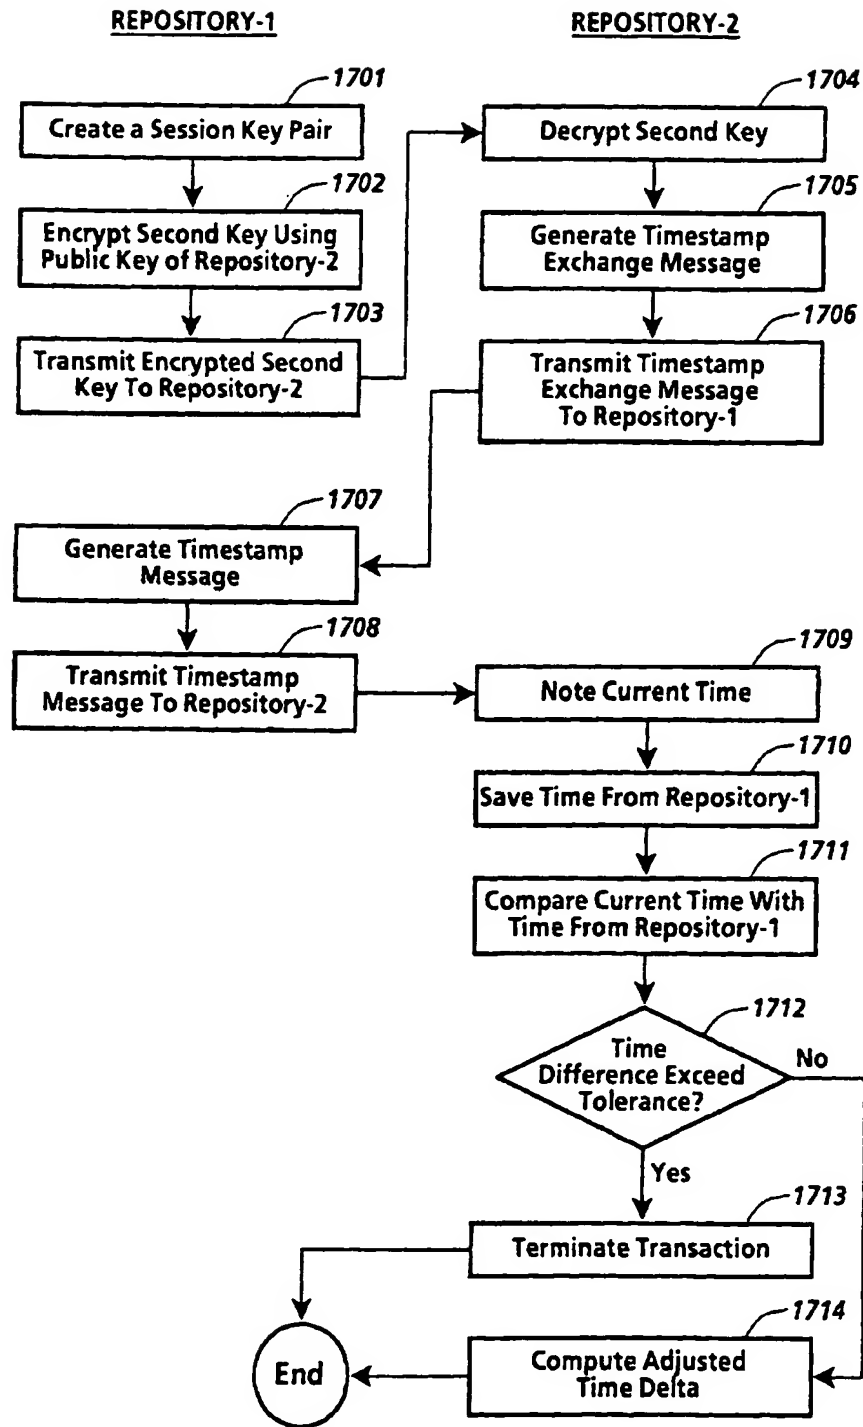 REPOSITORY-1
REPOSITORY-2
1701
Create a Session Key Pair
1702
Encrypt Second Key Using
Public Key of Repository-2
1703
Transmit Encrypted Second
Key To Repository-2
1704
Decrypt Second Key
1705
Generate Timestamp
Exchange Message
1706
Transmit Timestamp
Exchange Message
To Repository-1
1707
Generate Timestamp
Message
1708
Transmit Timestamp
Message To Repository-2
1709
Note Current Time
1710
Save Time From Repository-1
1711
Compare Current Time With
Time From Repository-1
1712
Time
Difference Exceed
Tolerance?
No
Yes
1713
Terminate Transaction
1714
Compute Adjusted
Time Delta
End